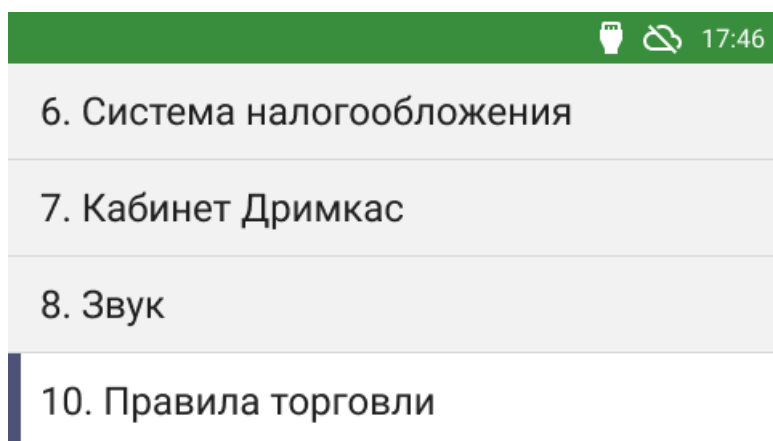 17:46
6. Система налогообложения
7. Кабинет Дримкас
8. Звук
10. Правила торговли